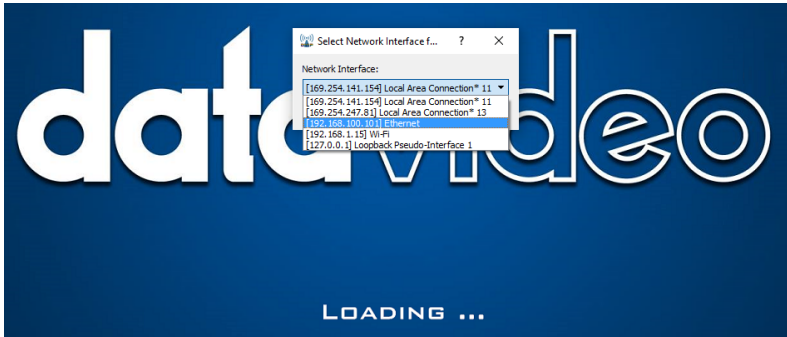 Select Network Interface f... ? ×
Network Interface:
[169.254.141.154] Local Area Connection* 11
[169.254.141.154] Local Area Connection* 11
[169.254.247.81] Local Area Connection* 13
[192.168.100.101] Ethernet
[192.168.1.15] Wi-Fi
[127.0.0.1] Loopback Pseudo-Interface 1
datavideo
LOADING ...